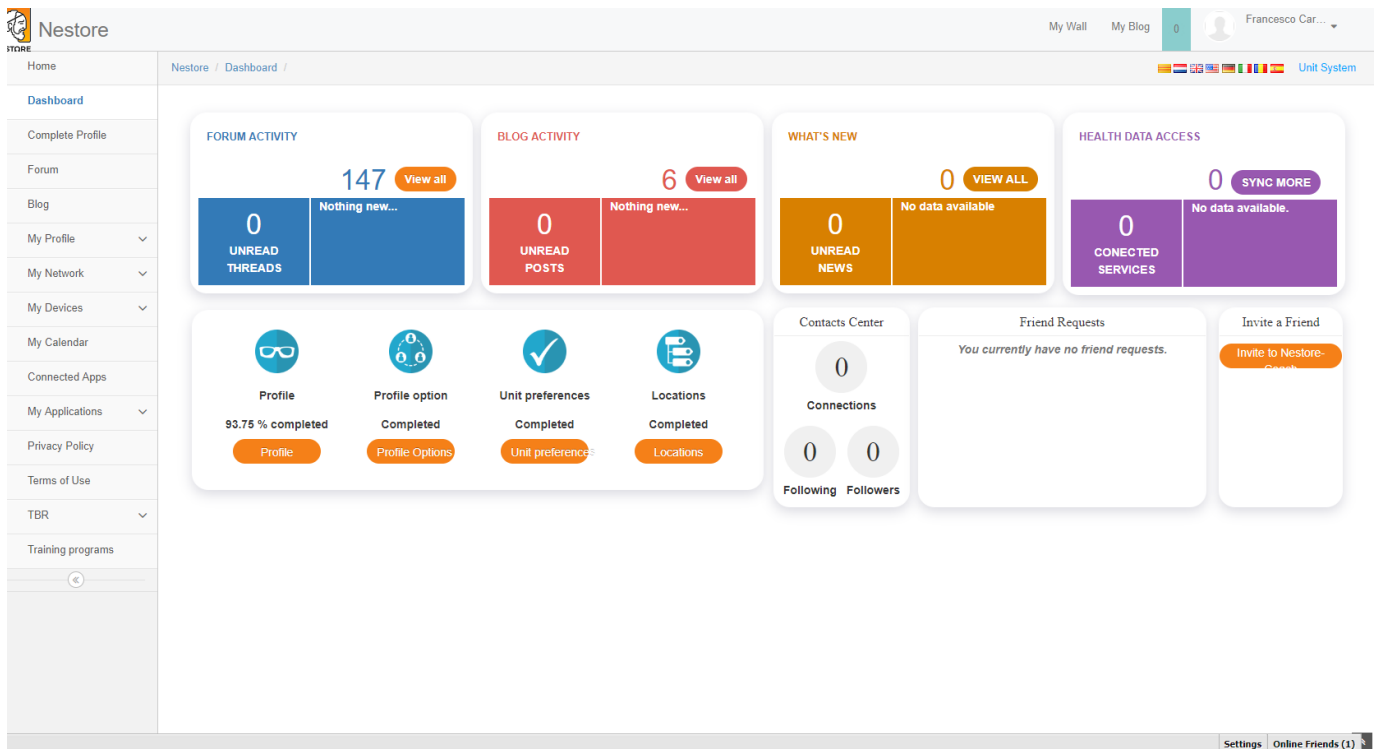 STORE
Nestore
My Wall
My Blog
0
Francesco Car...
Home
Dashboard
Complete Profile
Forum
Blog
My Profile
My Network
My Devices
My Calendar
Connected Apps
My Applications
Privacy Policy
Terms of Use
TBR
Training programs
Nestore / Dashboard /
Unit System
FORUM ACTIVITY
147
View all
0
UNREAD
THREADS
Nothing new...
BLOG ACTIVITY
6
View all
0
UNREAD
POSTS
Nothing new...
WHAT'S NEW
0
VIEW ALL
0
UNREAD
NEWS
No data available
HEALTH DATA ACCESS
0
SYNC MORE
0
CONECTED
SERVICES
No data available.
Profile
93.75 % completed
Profile
Profile option
Completed
Profile Options
Unit preferences
Completed
Unit preferences
Locations
Completed
Locations
Contacts Center
0
Connections
0
Following
0
Followers
Friend Requests
You currently have no friend requests.
Invite a Friend
Invite to Nestore-
Settings
Online Friends (1)